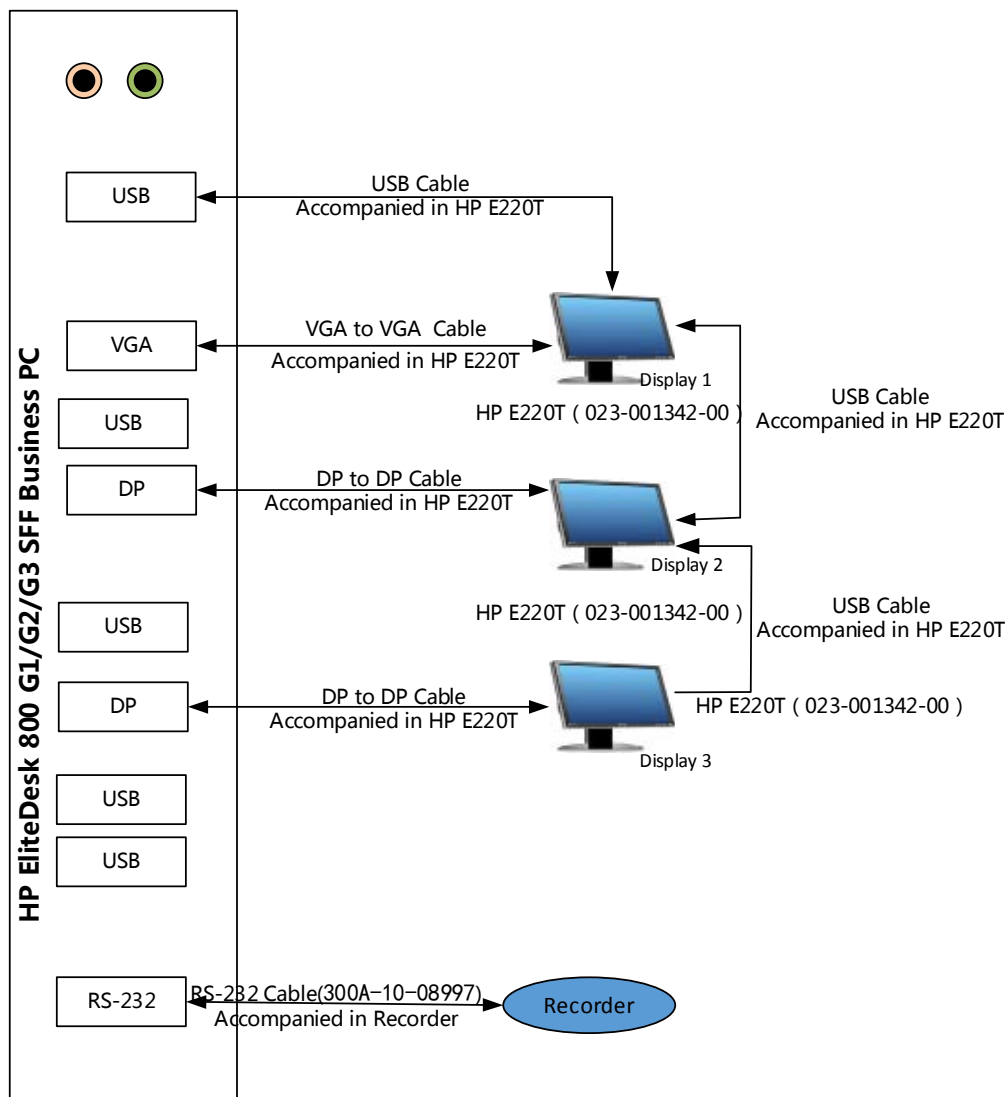 HP EliteDesk 800 G1/G2/G3 SFF Business PC
USB
USB Cable
Accompanied in HP E220T
VGA
VGA to VGA  Cable
Accompanied in HP E220T
Display 1
HP E220T ( 023-001342-00 )
USB Cable
Accompanied in HP E220T
USB
DP
DP to DP Cable
Accompanied in HP E220T
Display 2
HP E220T ( 023-001342-00 )
USB Cable
Accompanied in HP E220T
USB
DP
DP to DP Cable
Accompanied in HP E220T
HP E220T ( 023-001342-00 )
Display 3
USB
USB
RS-232
RS-232 Cable(300A-10-08997)
Accompanied in Recorder
Recorder